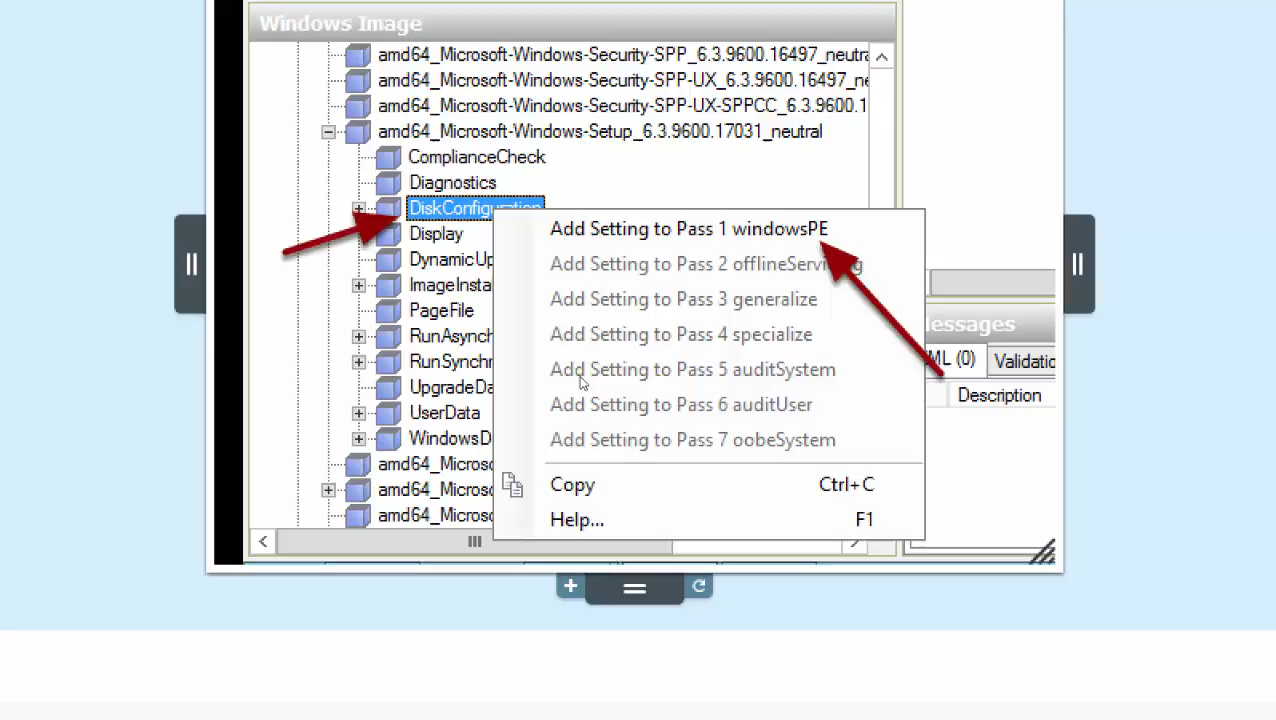 Windows Image
amd64_Microsoft-Windows-Security-SPP_6.3.9600.16497_neutra
amd64_Microsoft-Windows-Security-SPP-UX_6.3.9600.16497_ne
amd64_Microsoft-Windows-Security-SPP-UX-SPPCC_6.3.9600.1
amd64_Microsoft-Windows-Setup_6.3.9600.17031_neutral
ComplianceCheck
Diagnostics
DiskConfiguration
Add Setting to Pass 1 windowsPE
Display
DynamicUp
Add Setting to Pass 2 offlineServicing
ImageInsta
Add Setting to Pass 3 generalize
PageFile
RunAsynch
Add Setting to Pass 4 specialize
essages
RunSynchr
Add Setting to Pass 5 auditSystem
ML (0)
Validatio
UpgradeDa
Description
UserData
Add Setting to Pass 6 auditUser
WindowsD
Add Setting to Pass 7 oobeSystem
amd64_Microso
amd64_Microso
Copy Ctrl+C
amd64_Microso
Help... F1